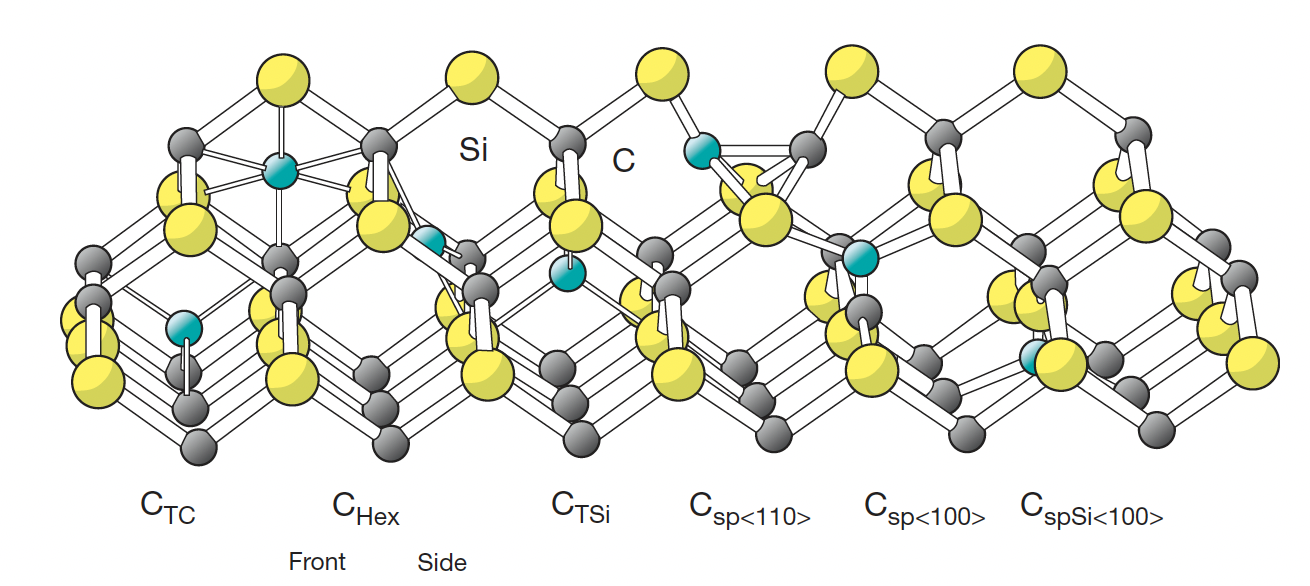 Si
C
CTC CHex CTSi Csp<110> Csp<100> CspSi<100>
Front Side